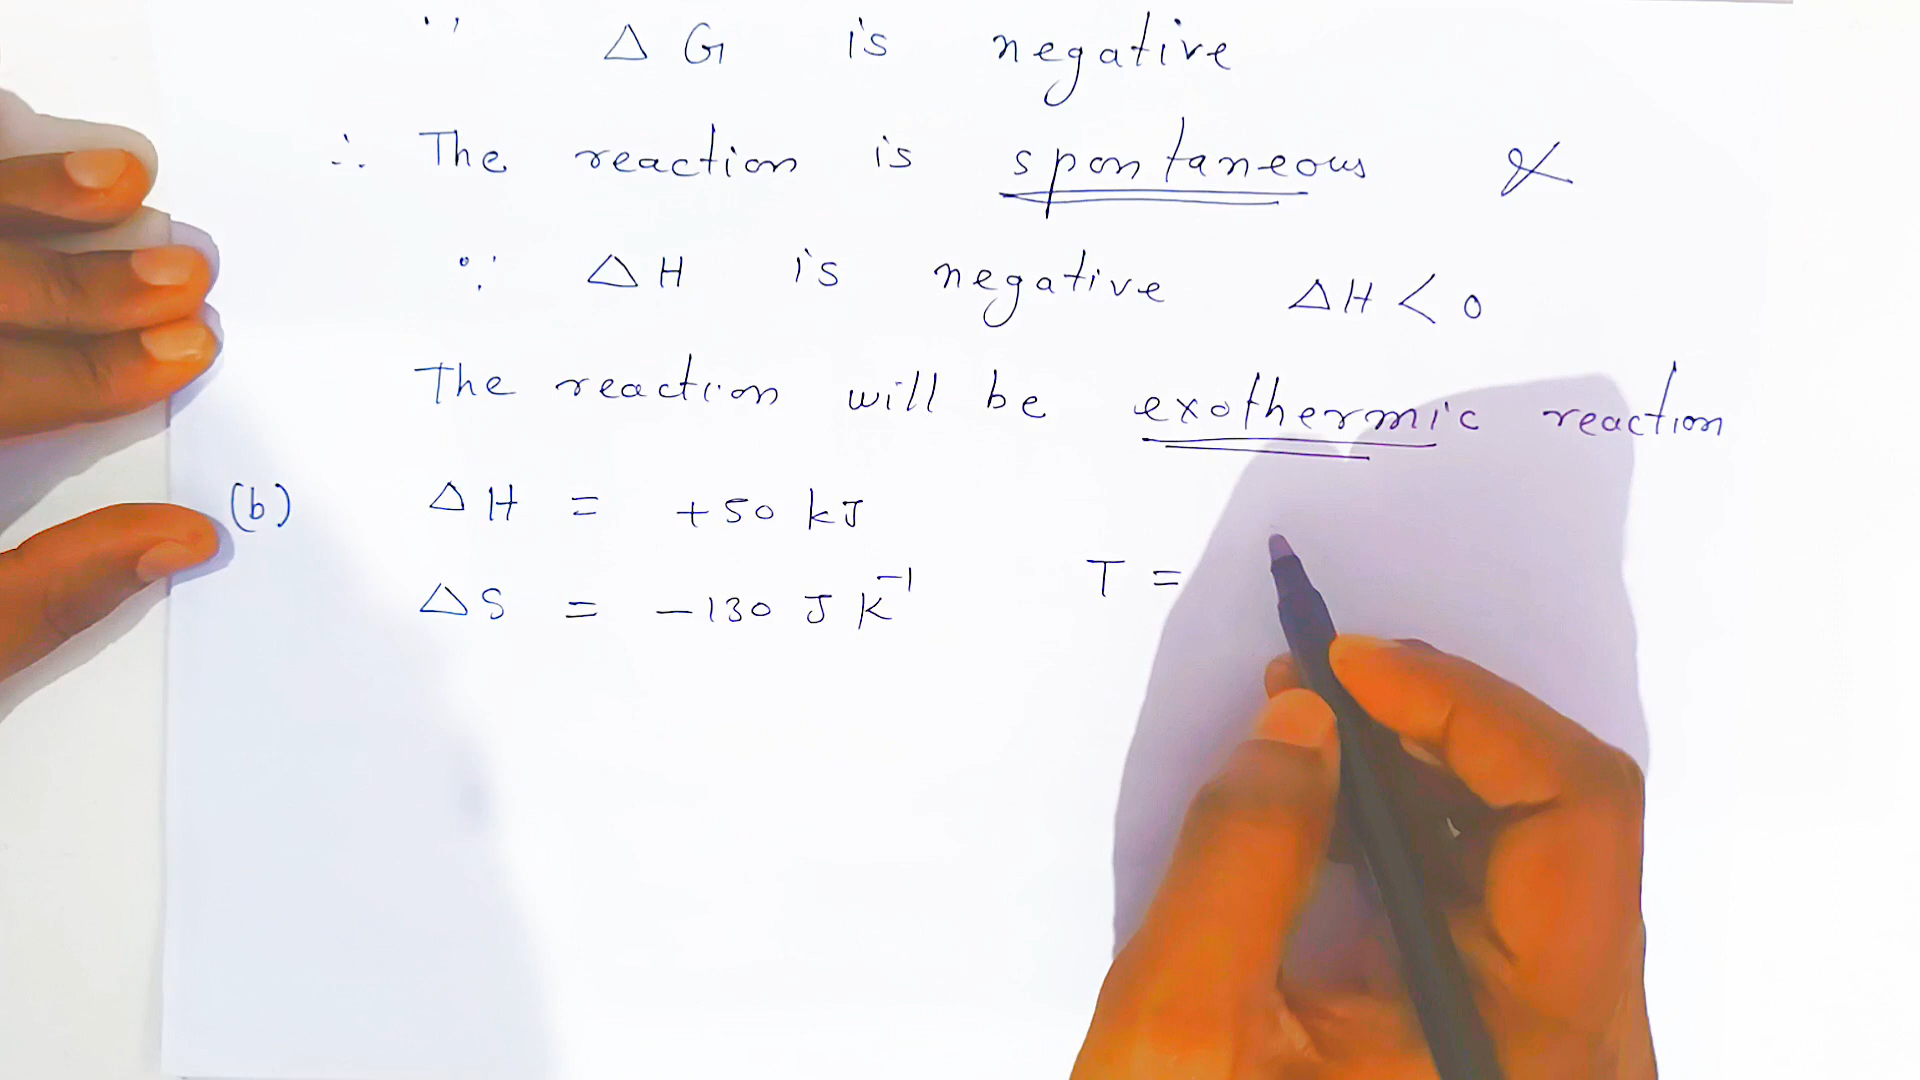 ∵ ΔG is negative
∴ The reaction is spontaneous &
∵ ΔH is negative ΔH < 0
The reaction will be exothermic reaction
(b) ΔH = +50 kJ
T =
ΔS = -130 J K⁻¹